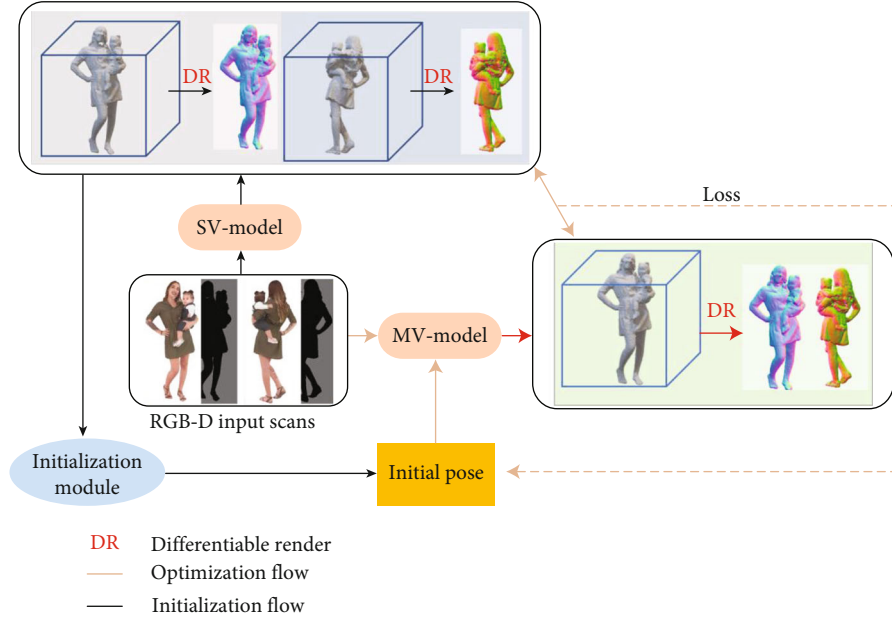 DR
DR
SV-model
Loss
DR
MV-model
RGB-D input scans
Initialization
module
Initial pose
DR Differentiable render
Optimization flow
Initialization flow